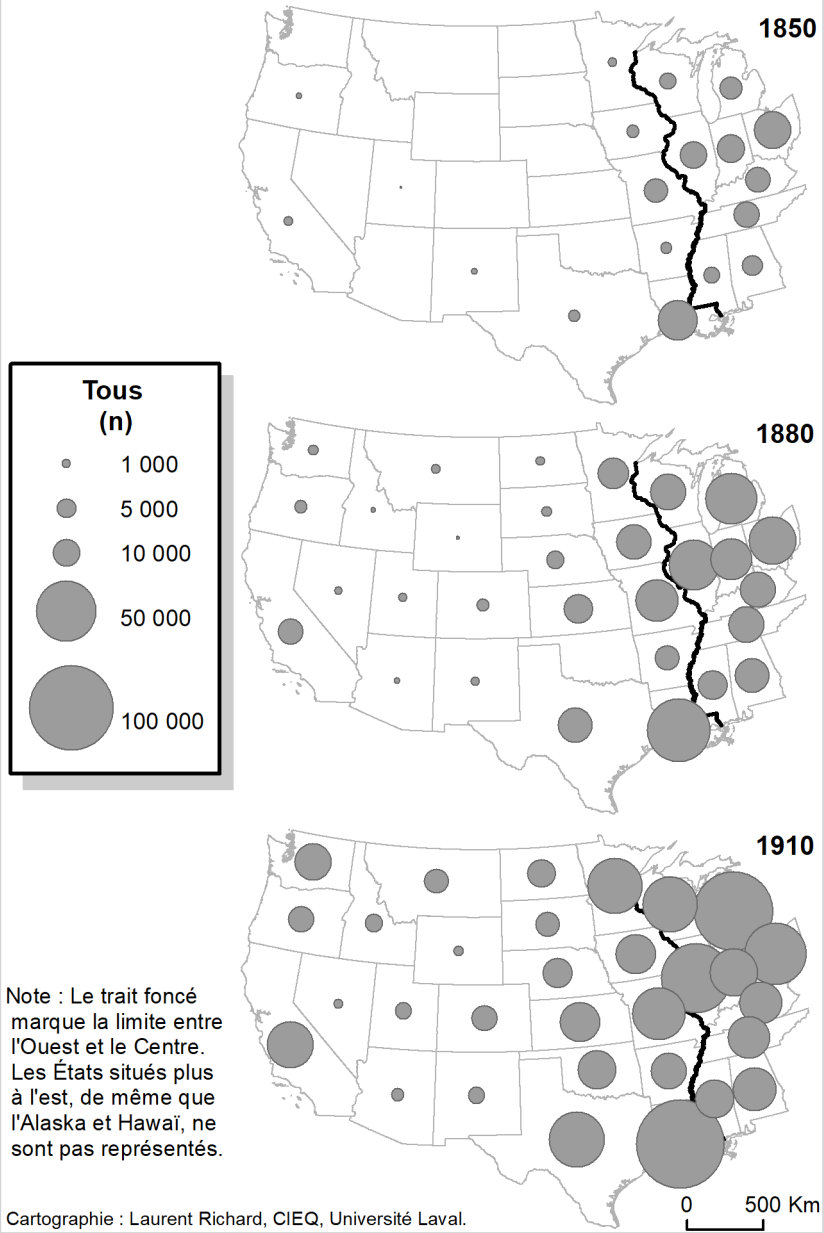 1850
Tous
(n)
1 000
5 000
10 000
50 000
100 000
1880
1910
Note : Le trait foncé
marque la limite entre
l'Ouest et le Centre.
Les États situés plus
à l'est, de même que
l'Alaska et Hawaï, ne
sont pas représentés.
0 500 Km
Cartographie : Laurent Richard, CIEQ, Université Laval.